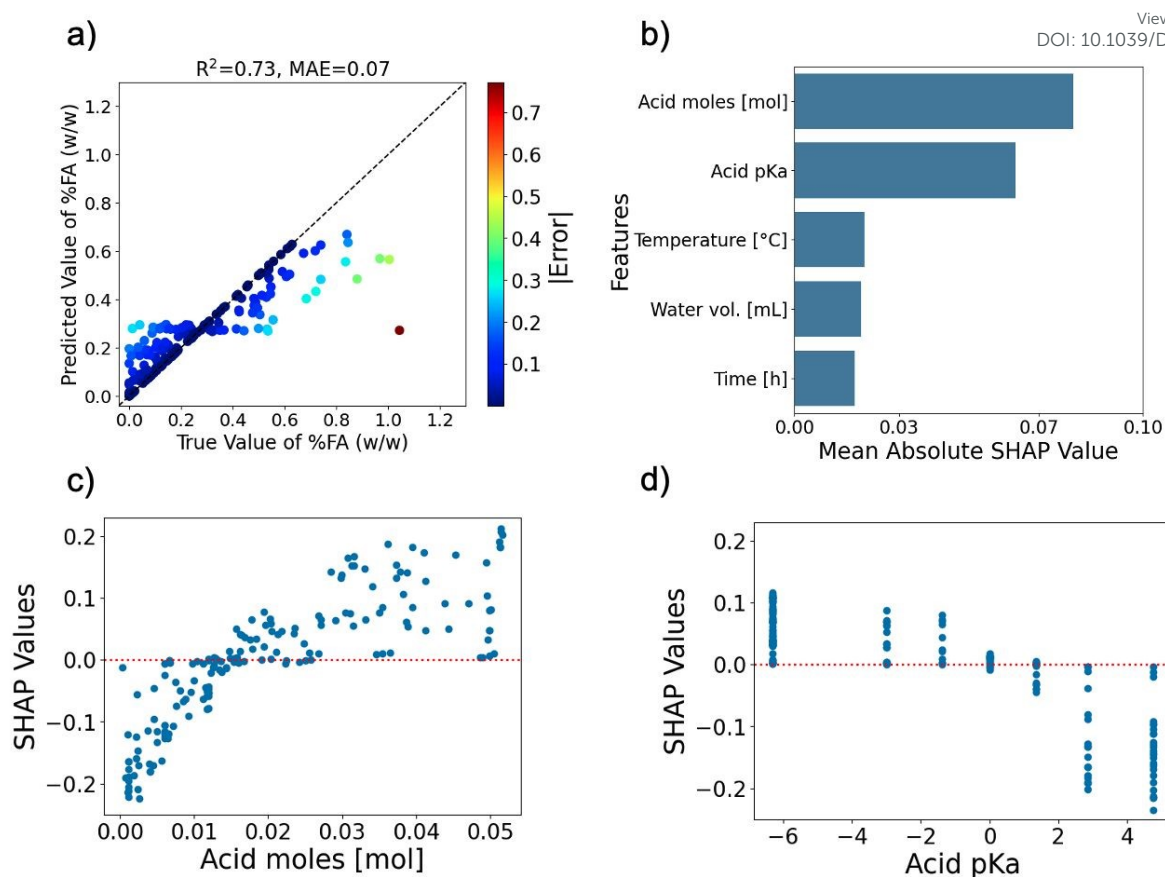 View
DOI: 10.1039/D
a)
R²=0.73, MAE=0.07
Predicted Value of %FA (w/w)
1.2
1.0
0.8
0.6
0.4
0.2
0.0
0.0 0.2 0.4 0.6 0.8 1.0 1.2
True Value of %FA (w/w)
0.7
0.6
0.5
0.4
0.3
0.2
0.1
|Error|
b)
Features
Acid moles [mol]
Acid pKa
Temperature [°C]
Water vol. [mL]
Time [h]
0.00 0.03 0.07 0.10
Mean Absolute SHAP Value
c)
SHAP Values
0.2
0.1
0.0
−0.1
−0.2
0.00 0.01 0.02 0.03 0.04 0.05
Acid moles [mol]
d)
SHAP Values
0.2
0.1
0.0
−0.1
−0.2
−6 −4 −2 0 2 4
Acid pKa